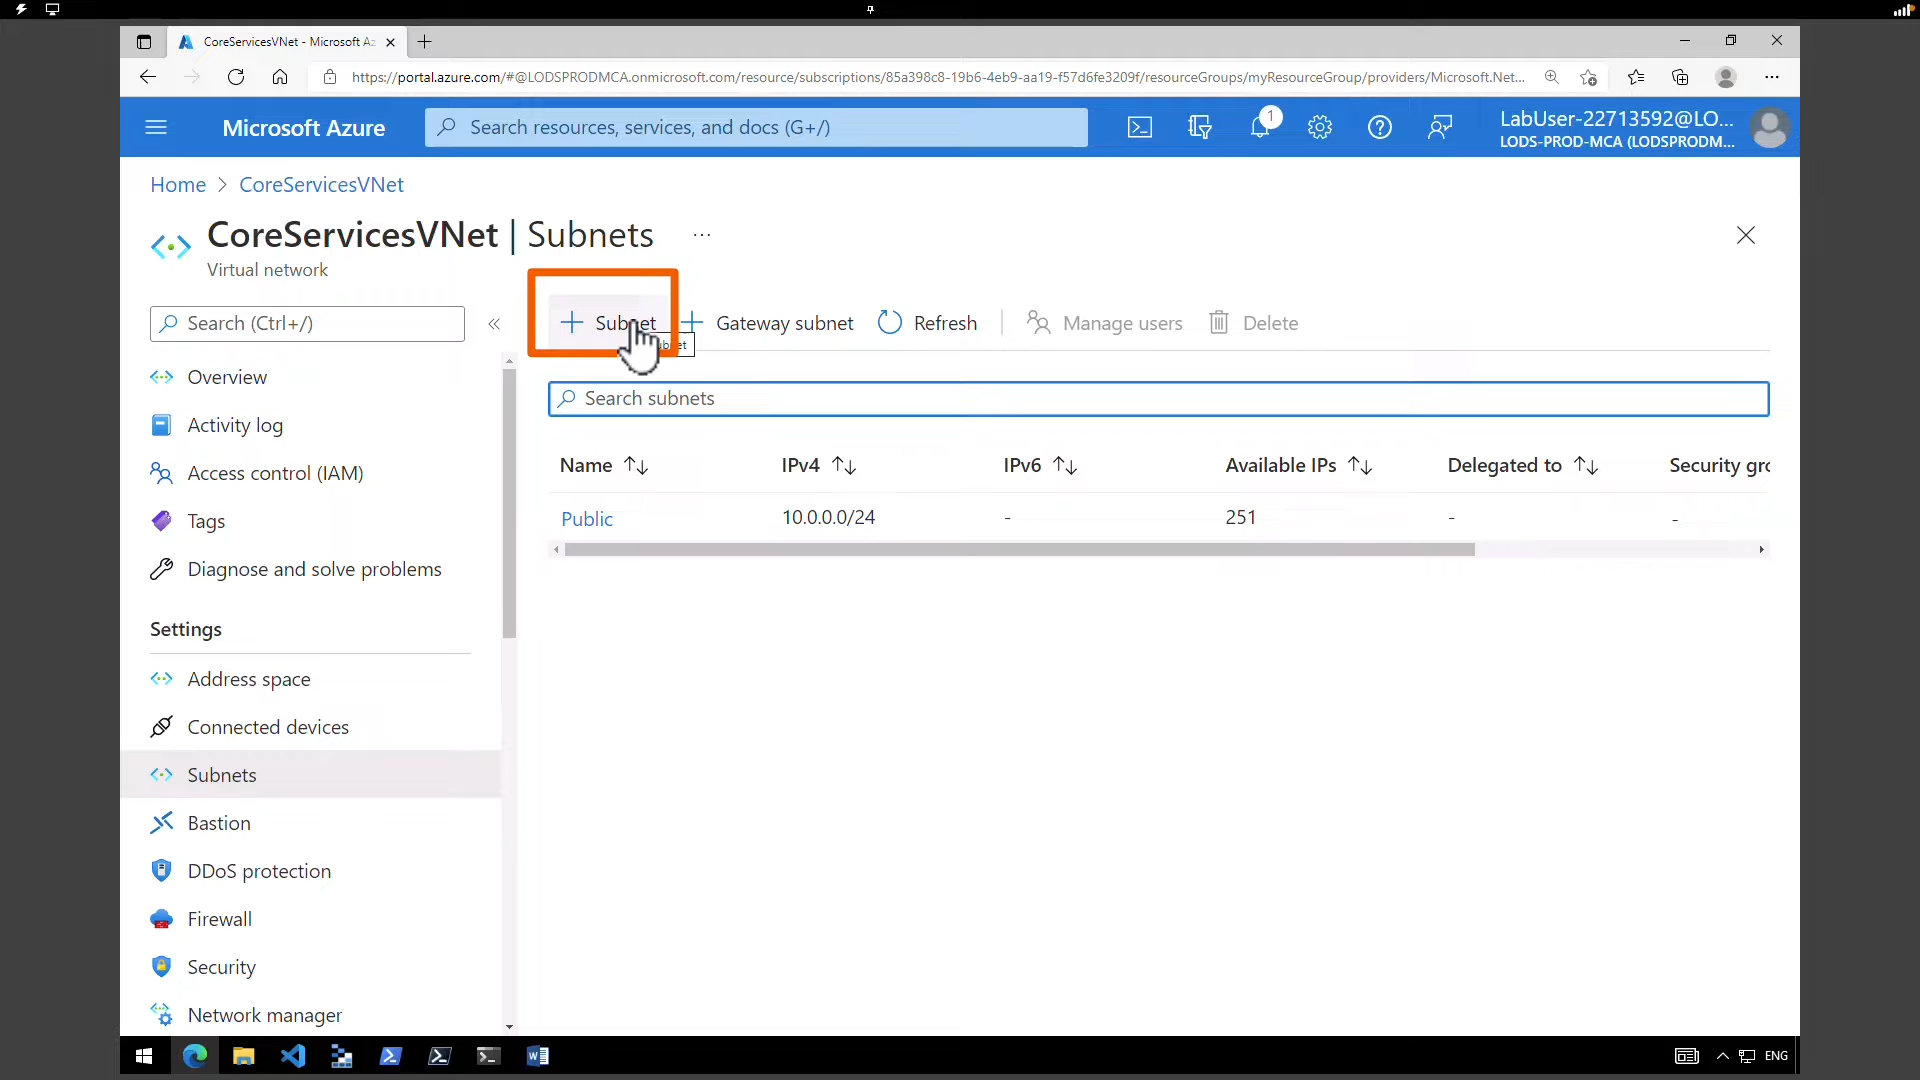 CoreServicesVNet - Microsoft Az
https://portal.azure.com/#@LODSPRODMCA.onmicrosoft.com/resource/subscriptions/85a398c8-19b6-4eb9-aa19-f57d6fe3209f/resourceGroups/myResourceGroup/providers/Microsoft.Net...
Microsoft Azure
Search resources, services, and docs (G+/)
1
LabUser-22713592@LO...
LODS-PROD-MCA (LODSPRODM...
Home > CoreServicesVNet
CoreServicesVNet | Subnets ...
Virtual network
Search (Ctrl+/)
«
Subnet
Gateway subnet
Refresh
Manage users
Delete
Search subnets
Name IPv4 IPv6 Available IPs Delegated to Security gro
Public 10.0.0.0/24 - 251 - -
Overview
Activity log
Access control (IAM)
Tags
Diagnose and solve problems
Settings
Address space
Connected devices
Subnets
Bastion
DDoS protection
Firewall
Security
Network manager
ENG